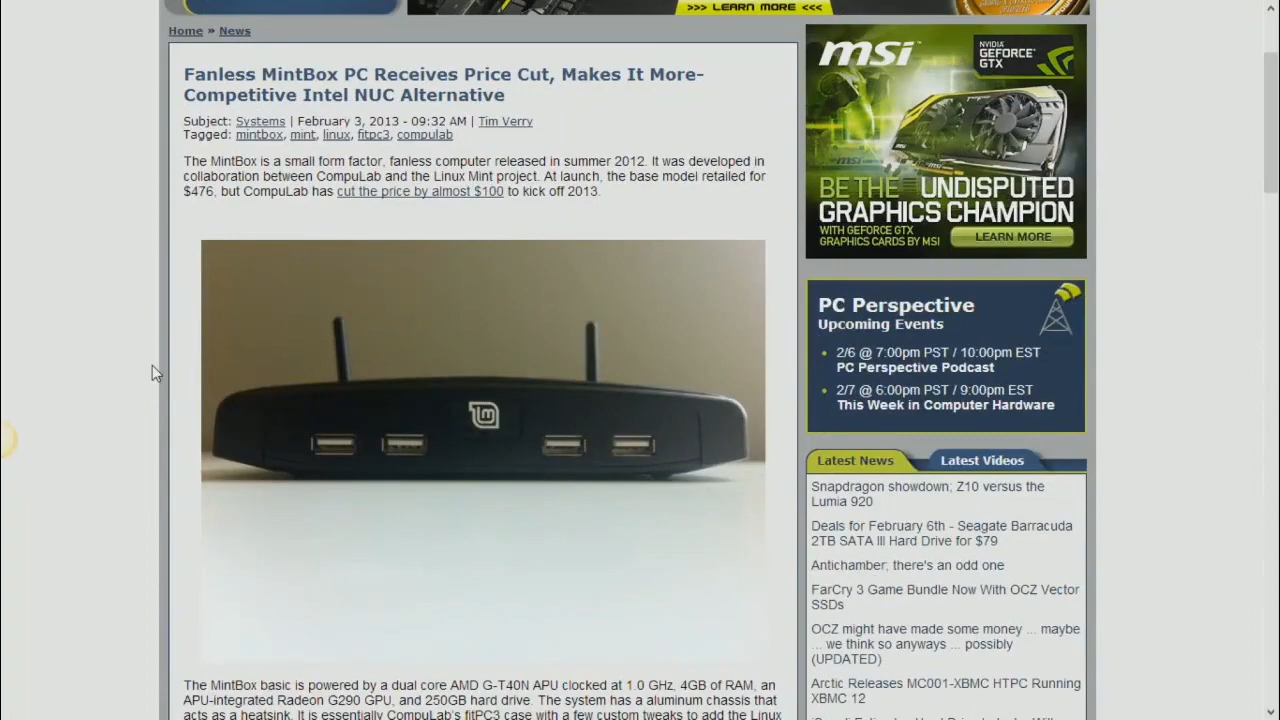 >>> LEARN MORE <<<
Home » News
Fanless MintBox PC Receives Price Cut, Makes It More-
Competitive Intel NUC Alternative
Subject: Systems | February 3, 2013 - 09:32 AM | Tim Verry
Tagged: mintbox, mint, linux, fitpc3, compulab
The MintBox is a small form factor, fanless computer released in summer 2012. It was developed in
collaboration between CompuLab and the Linux Mint project. At launch, the base model retailed for
$476, but CompuLab has cut the price by almost $100 to kick off 2013.
The MintBox basic is powered by a dual core AMD G-T40N APU clocked at 1.0 GHz, 4GB of RAM, an
APU-integrated Radeon G290 GPU, and 250GB hard drive. The system has a aluminum chassis that
acts as a heatsink. It is essentially CompuLab's fitPC3 case with a few custom tweaks to add the Linux
msi
NVIDIA
GEFORCE
GTX
BE THE UNDISPUTED
GRAPHICS CHAMPION
WITH GEFORCE GTX
GRAPHICS CARDS BY MSI
LEARN MORE
PC Perspective
Upcoming Events
2/6 @ 7:00pm PST / 10:00pm EST
PC Perspective Podcast
2/7 @ 6:00pm PST / 9:00pm EST
This Week in Computer Hardware
Latest News
Latest Videos
Snapdragon showdown; Z10 versus the
Lumia 920
Deals for February 6th - Seagate Barracuda
2TB SATA III Hard Drive for $79
Antichamber; there's an odd one
FarCry 3 Game Bundle Now With OCZ Vector
SSDs
OCZ might have made some money ... maybe
... we think so anyways ... possibly
(UPDATED)
Arctic Releases MC001-XBMC HTPC Running
XBMC 12